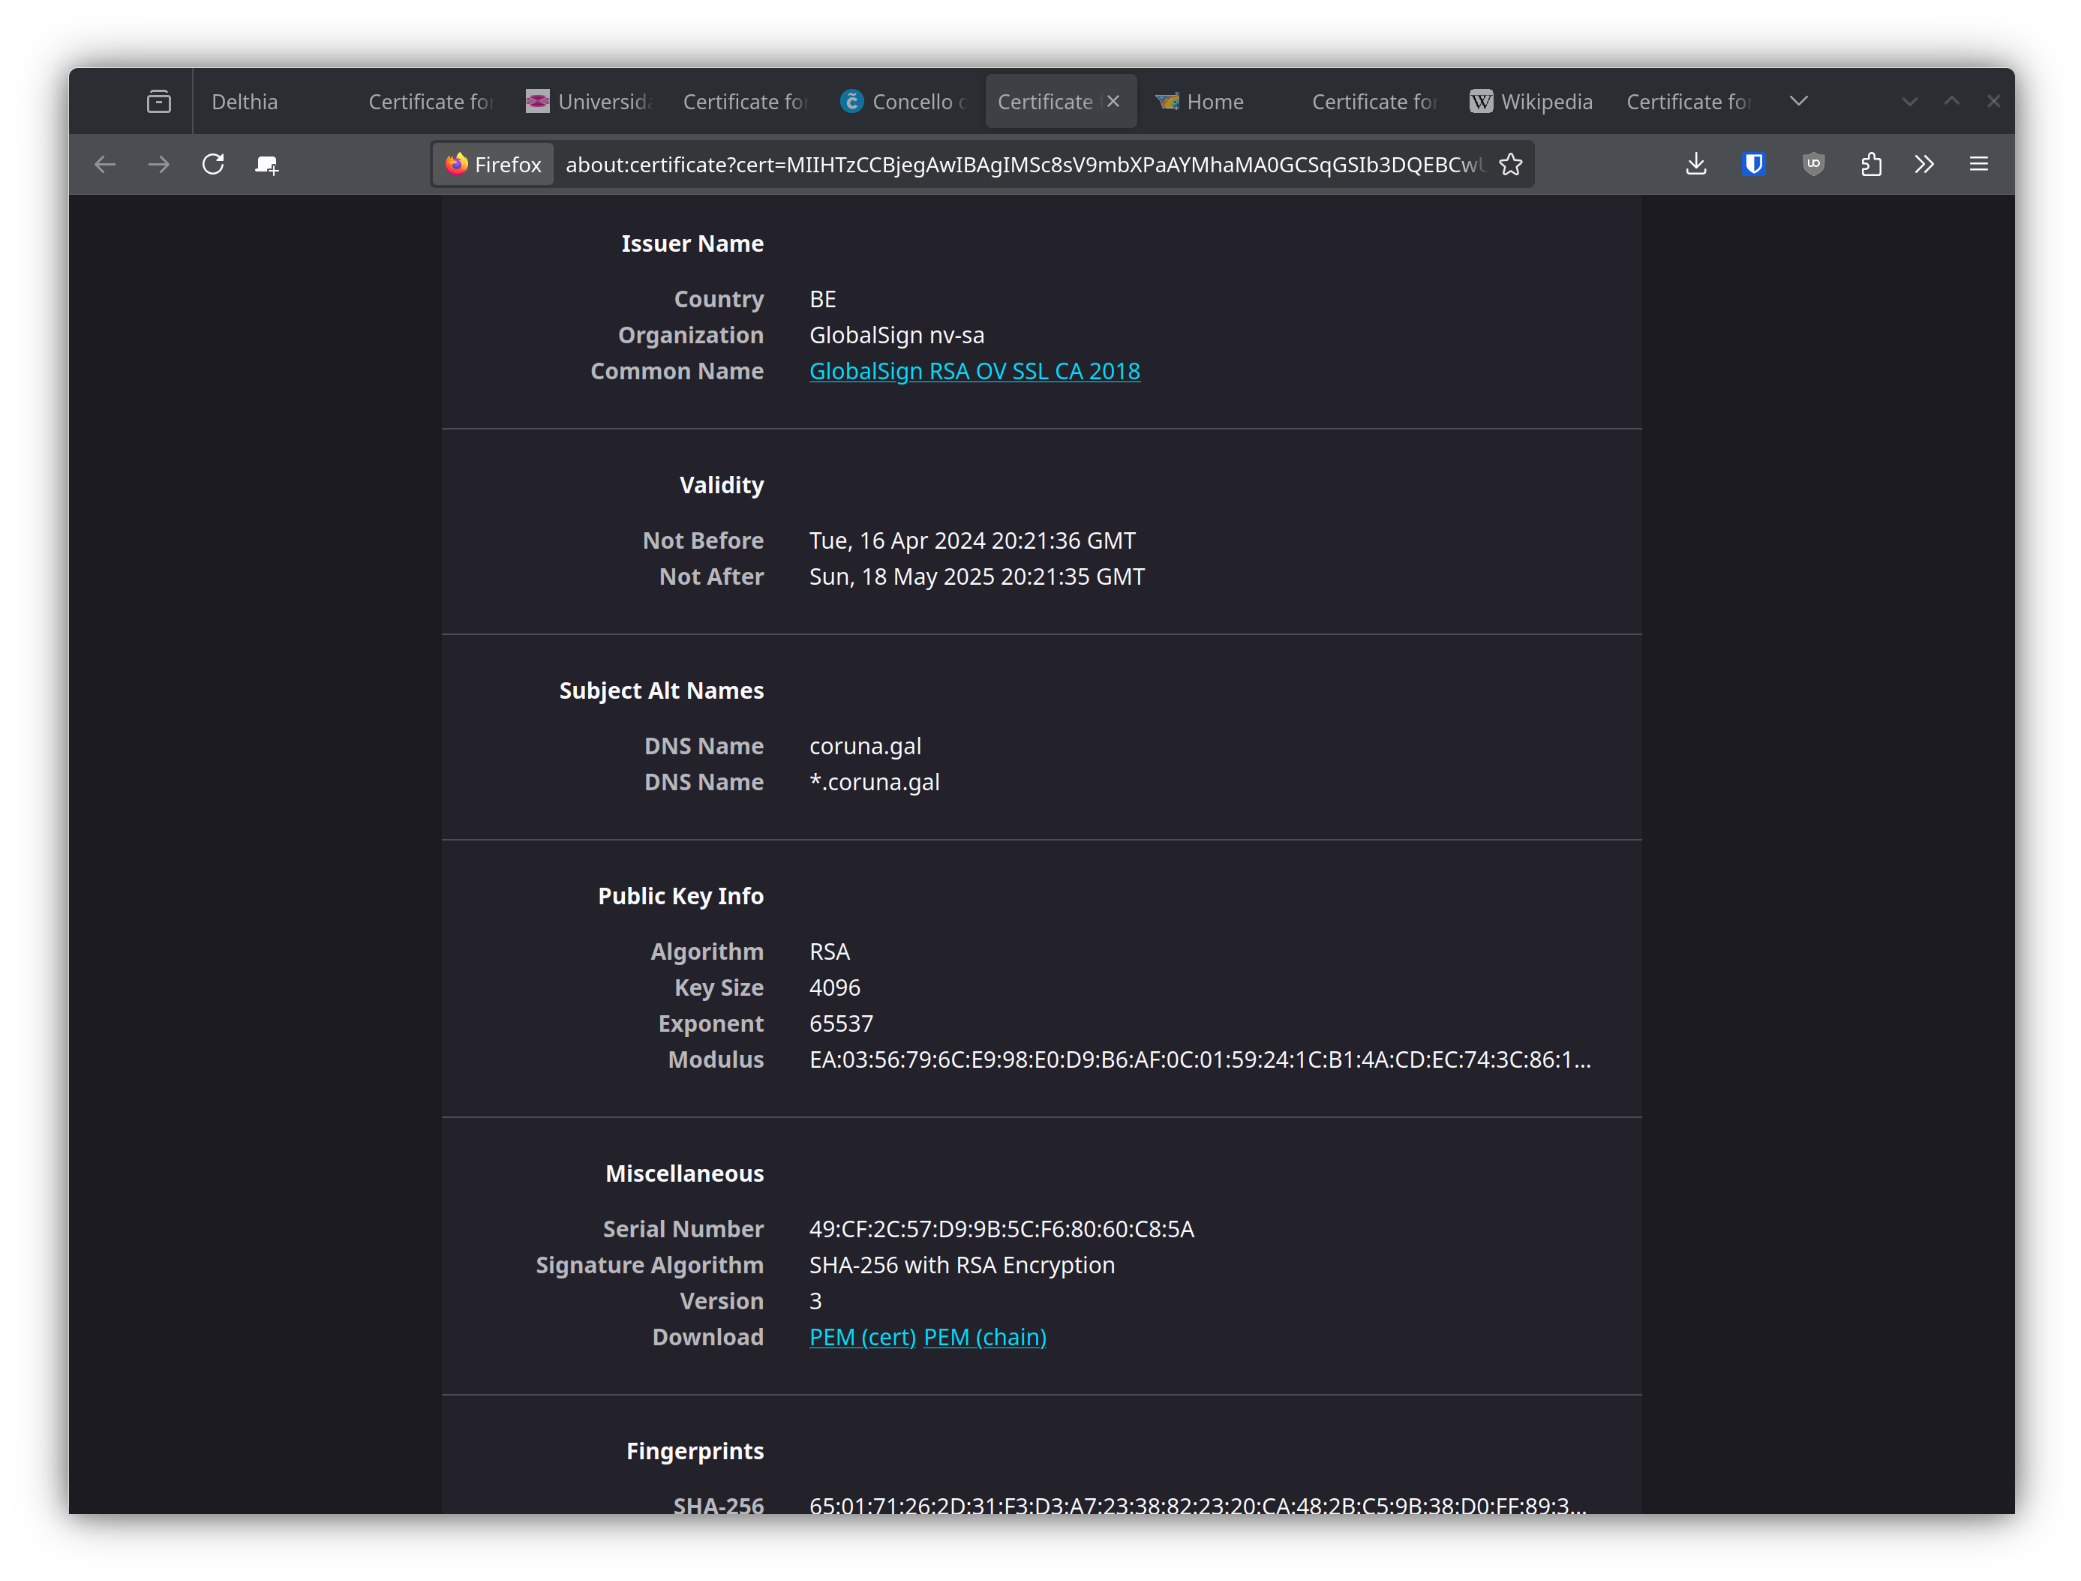 Delthia Certificate for Universida Certificate for Concello Certificate Home Certificate for Wikipedia Certificate for
Firefox about:certificate?cert=MIIHTzCCBjegAwIBAgIMSc8sV9mbXPaAYMhaMA0GCSqGSIb3DQEBCwU
Issuer Name
Country BE
Organization GlobalSign nv-sa
Common Name GlobalSign RSA OV SSL CA 2018
Validity
Not Before Tue, 16 Apr 2024 20:21:36 GMT
Not After Sun, 18 May 2025 20:21:35 GMT
Subject Alt Names
DNS Name coruna.gal
DNS Name *.coruna.gal
Public Key Info
Algorithm RSA
Key Size 4096
Exponent 65537
Modulus EA:03:56:79:6C:E9:98:E0:D9:B6:AF:0C:01:59:24:1C:B1:4A:CD:EC:74:3C:86:1...
Miscellaneous
Serial Number 49:CF:2C:57:D9:9B:5C:F6:80:60:C8:5A
Signature Algorithm SHA-256 with RSA Encryption
Version 3
Download PEM (cert) PEM (chain)
Fingerprints
SHA-256 65:01:71:26:2D:31:F3:D3:A7:23:38:82:23:20:CA:48:2B:C5:9B:38:D0:FF:89:3...